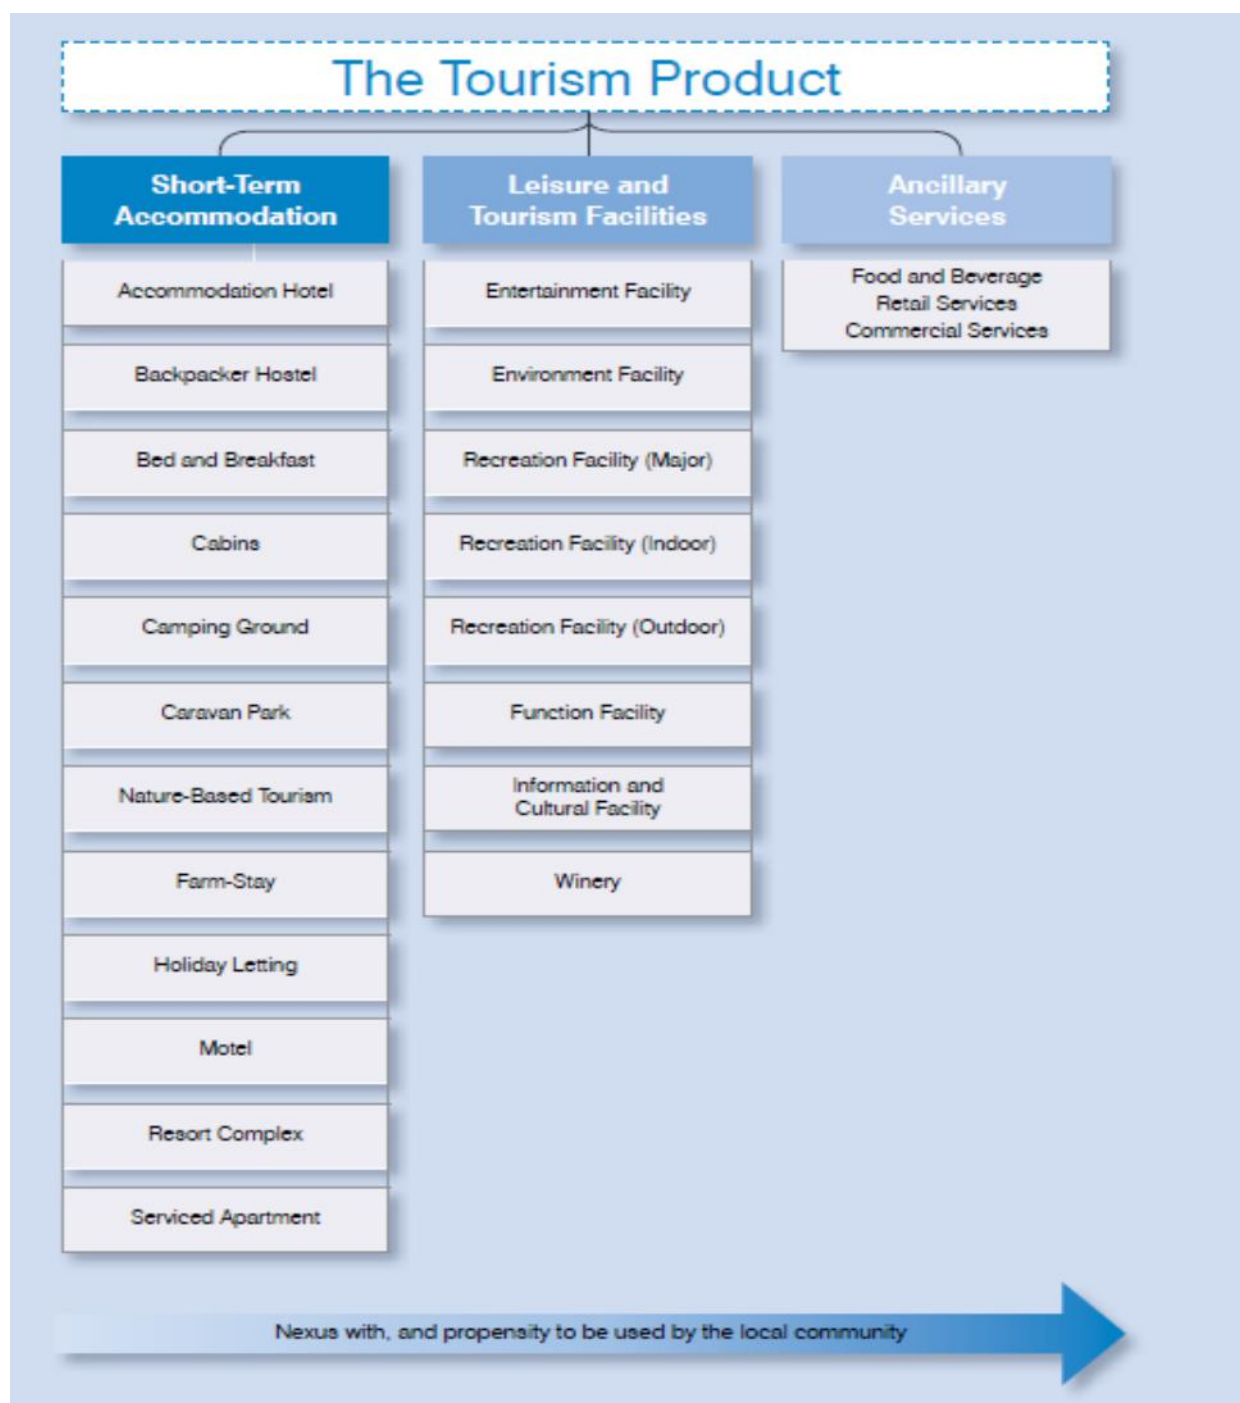 The Tourism Product
Short-Term
Accommodation
Accommodation Hotel
Backpacker Hostel
Bed and Breakfast
Cabins
Camping Ground
Caravan Park
Nature-Based Tourism
Farm-Stay
Holiday Letting
Motel
Resort Complex
Serviced Apartment
Leisure and
Tourism Facilities
Entertainment Facility
Environment Facility
Recreation Facility (Major)
Recreation Facility (Indoor)
Recreation Facility (Outdoor)
Function Facility
Information and
Cultural Facility
Winery
Ancillary
Services
Food and Beverage
Retail Services
Commercial Services
Nexus with, and propensity to be used by the local community